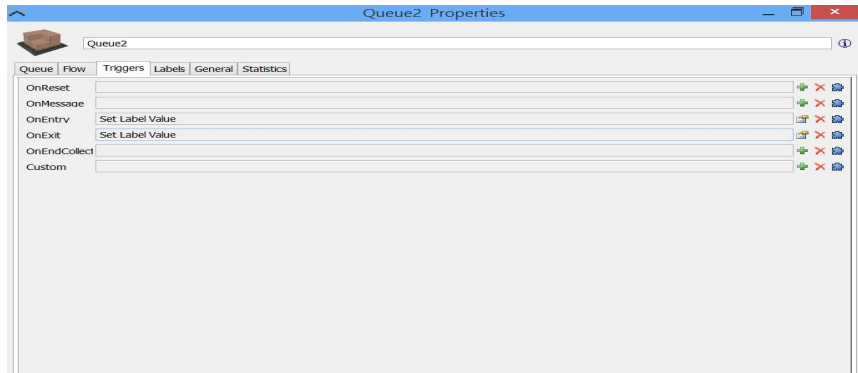 Queue2 Properties
Queue2
Queue Flow Triggers Labels General Statistics
OnReset
OnMessage
OnEntry Set Label Value
OnExit Set Label Value
OnEndCollect
Custom